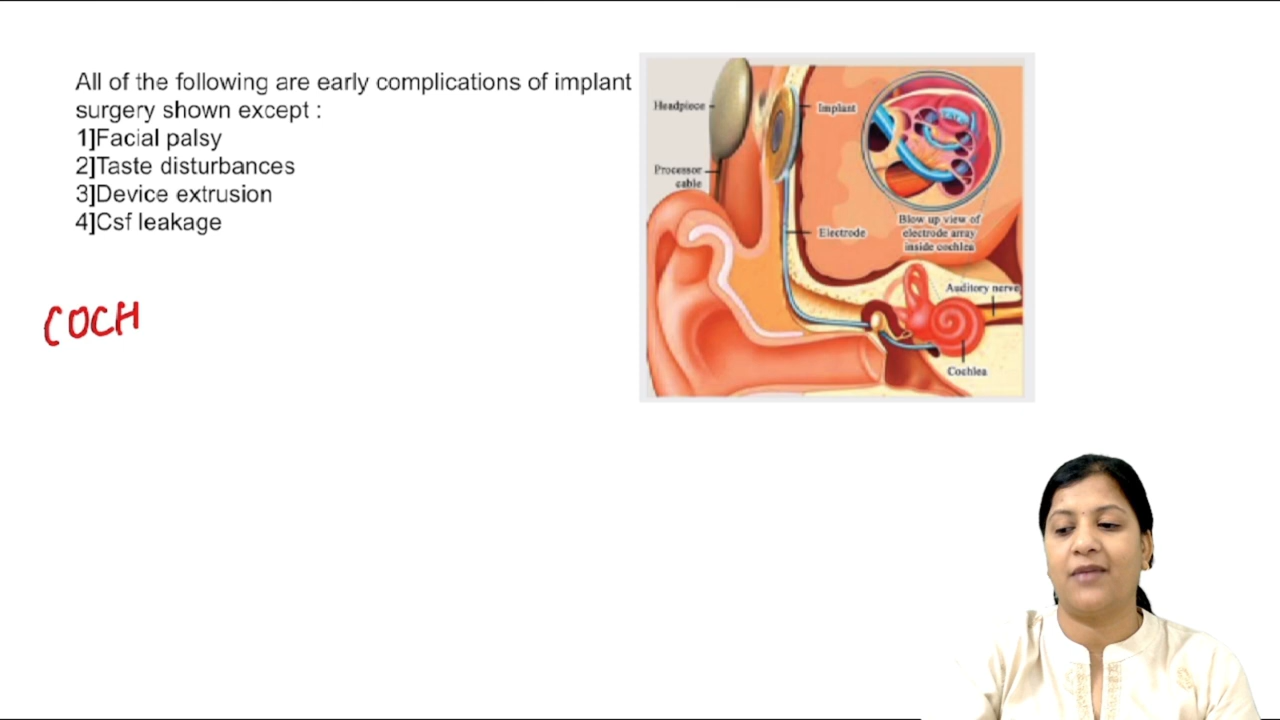 All of the following are early complications of implant
surgery shown except :
1]Facial palsy
2]Taste disturbances
3]Device extrusion
4]Csf leakage
COCH
Headpiece
Implant
Processor
cable
Blow up view of
electrode array
inside cochlea
Electrode
Auditory nerve
Cochlea